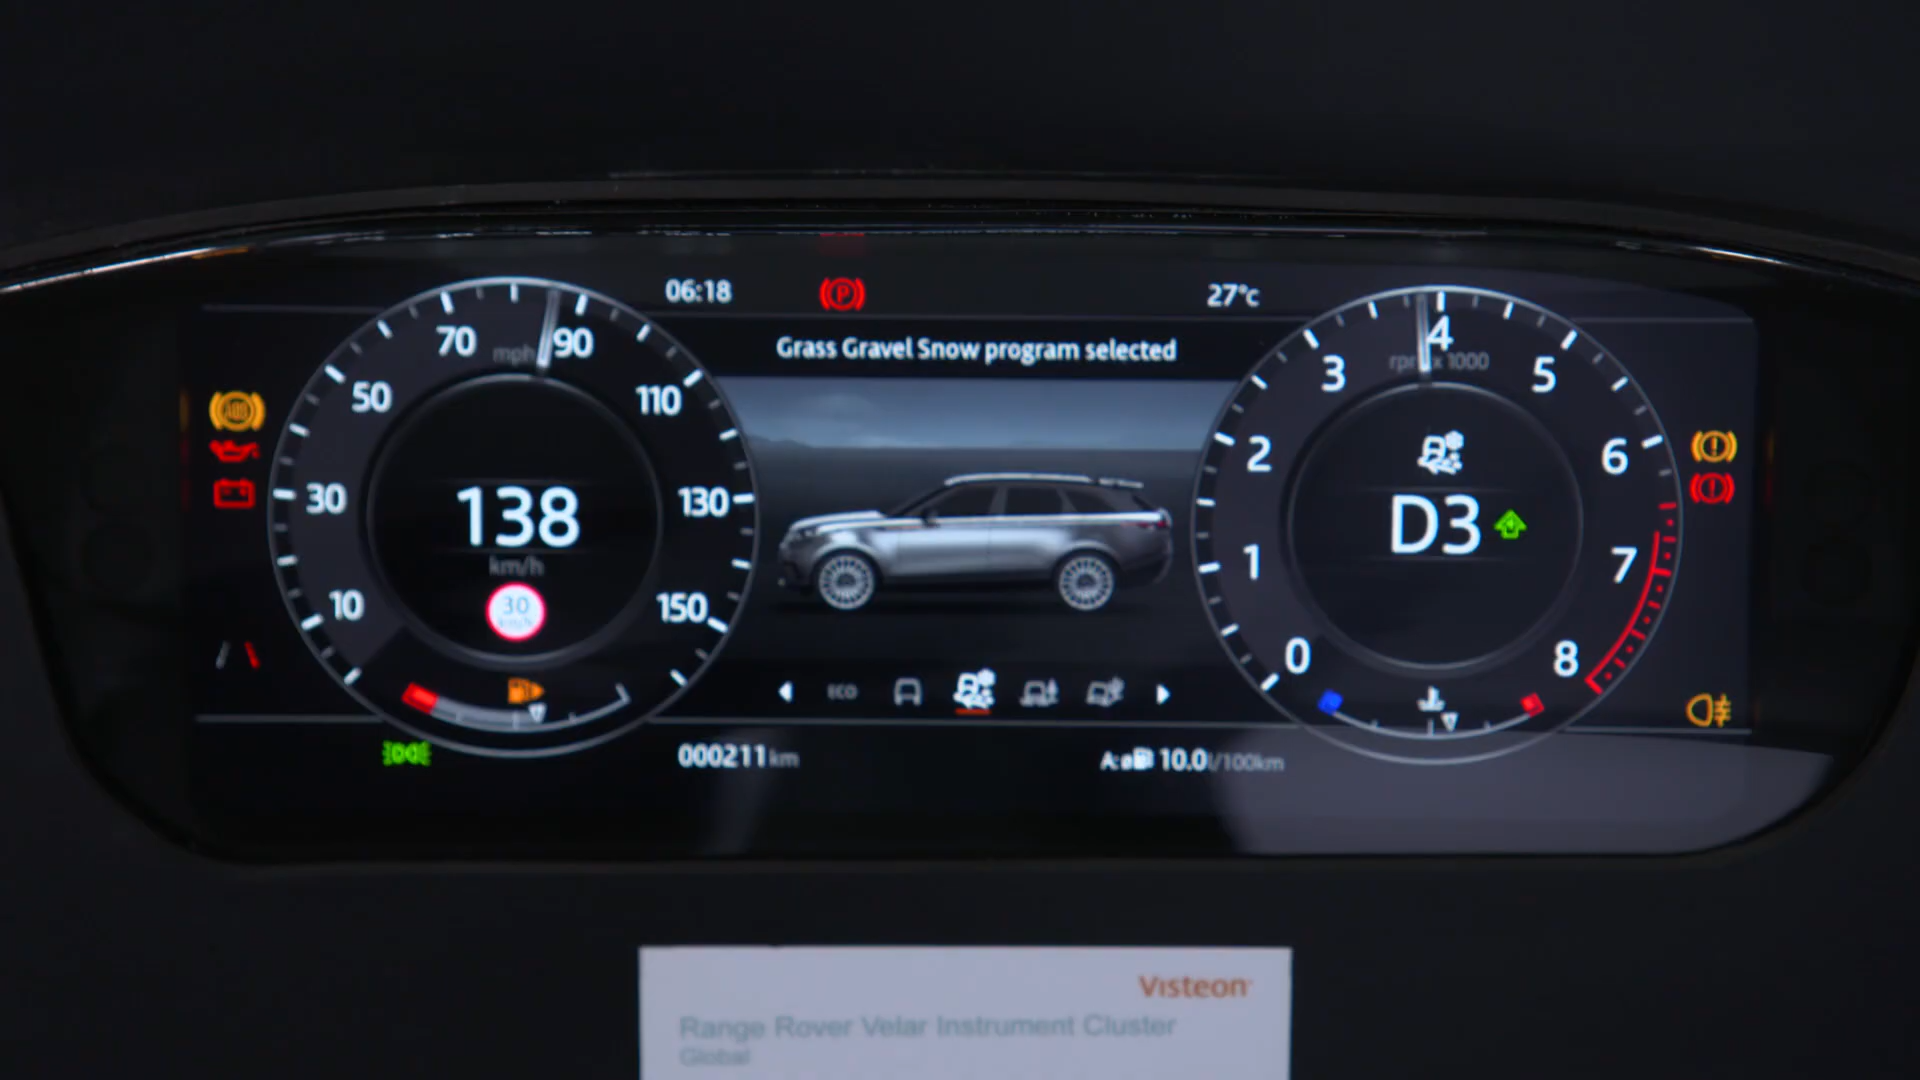 06:18
27°c
Grass Gravel Snow program selected
10
30
50
70
90
110
130
150
mph
138
km/h
30
km/h
0
1
2
3
4
5
6
7
8
D3
ABS
P
ECO
000211 km
10.0 l/100km
Visteon
Range Rover Velar Instrument Cluster
Global